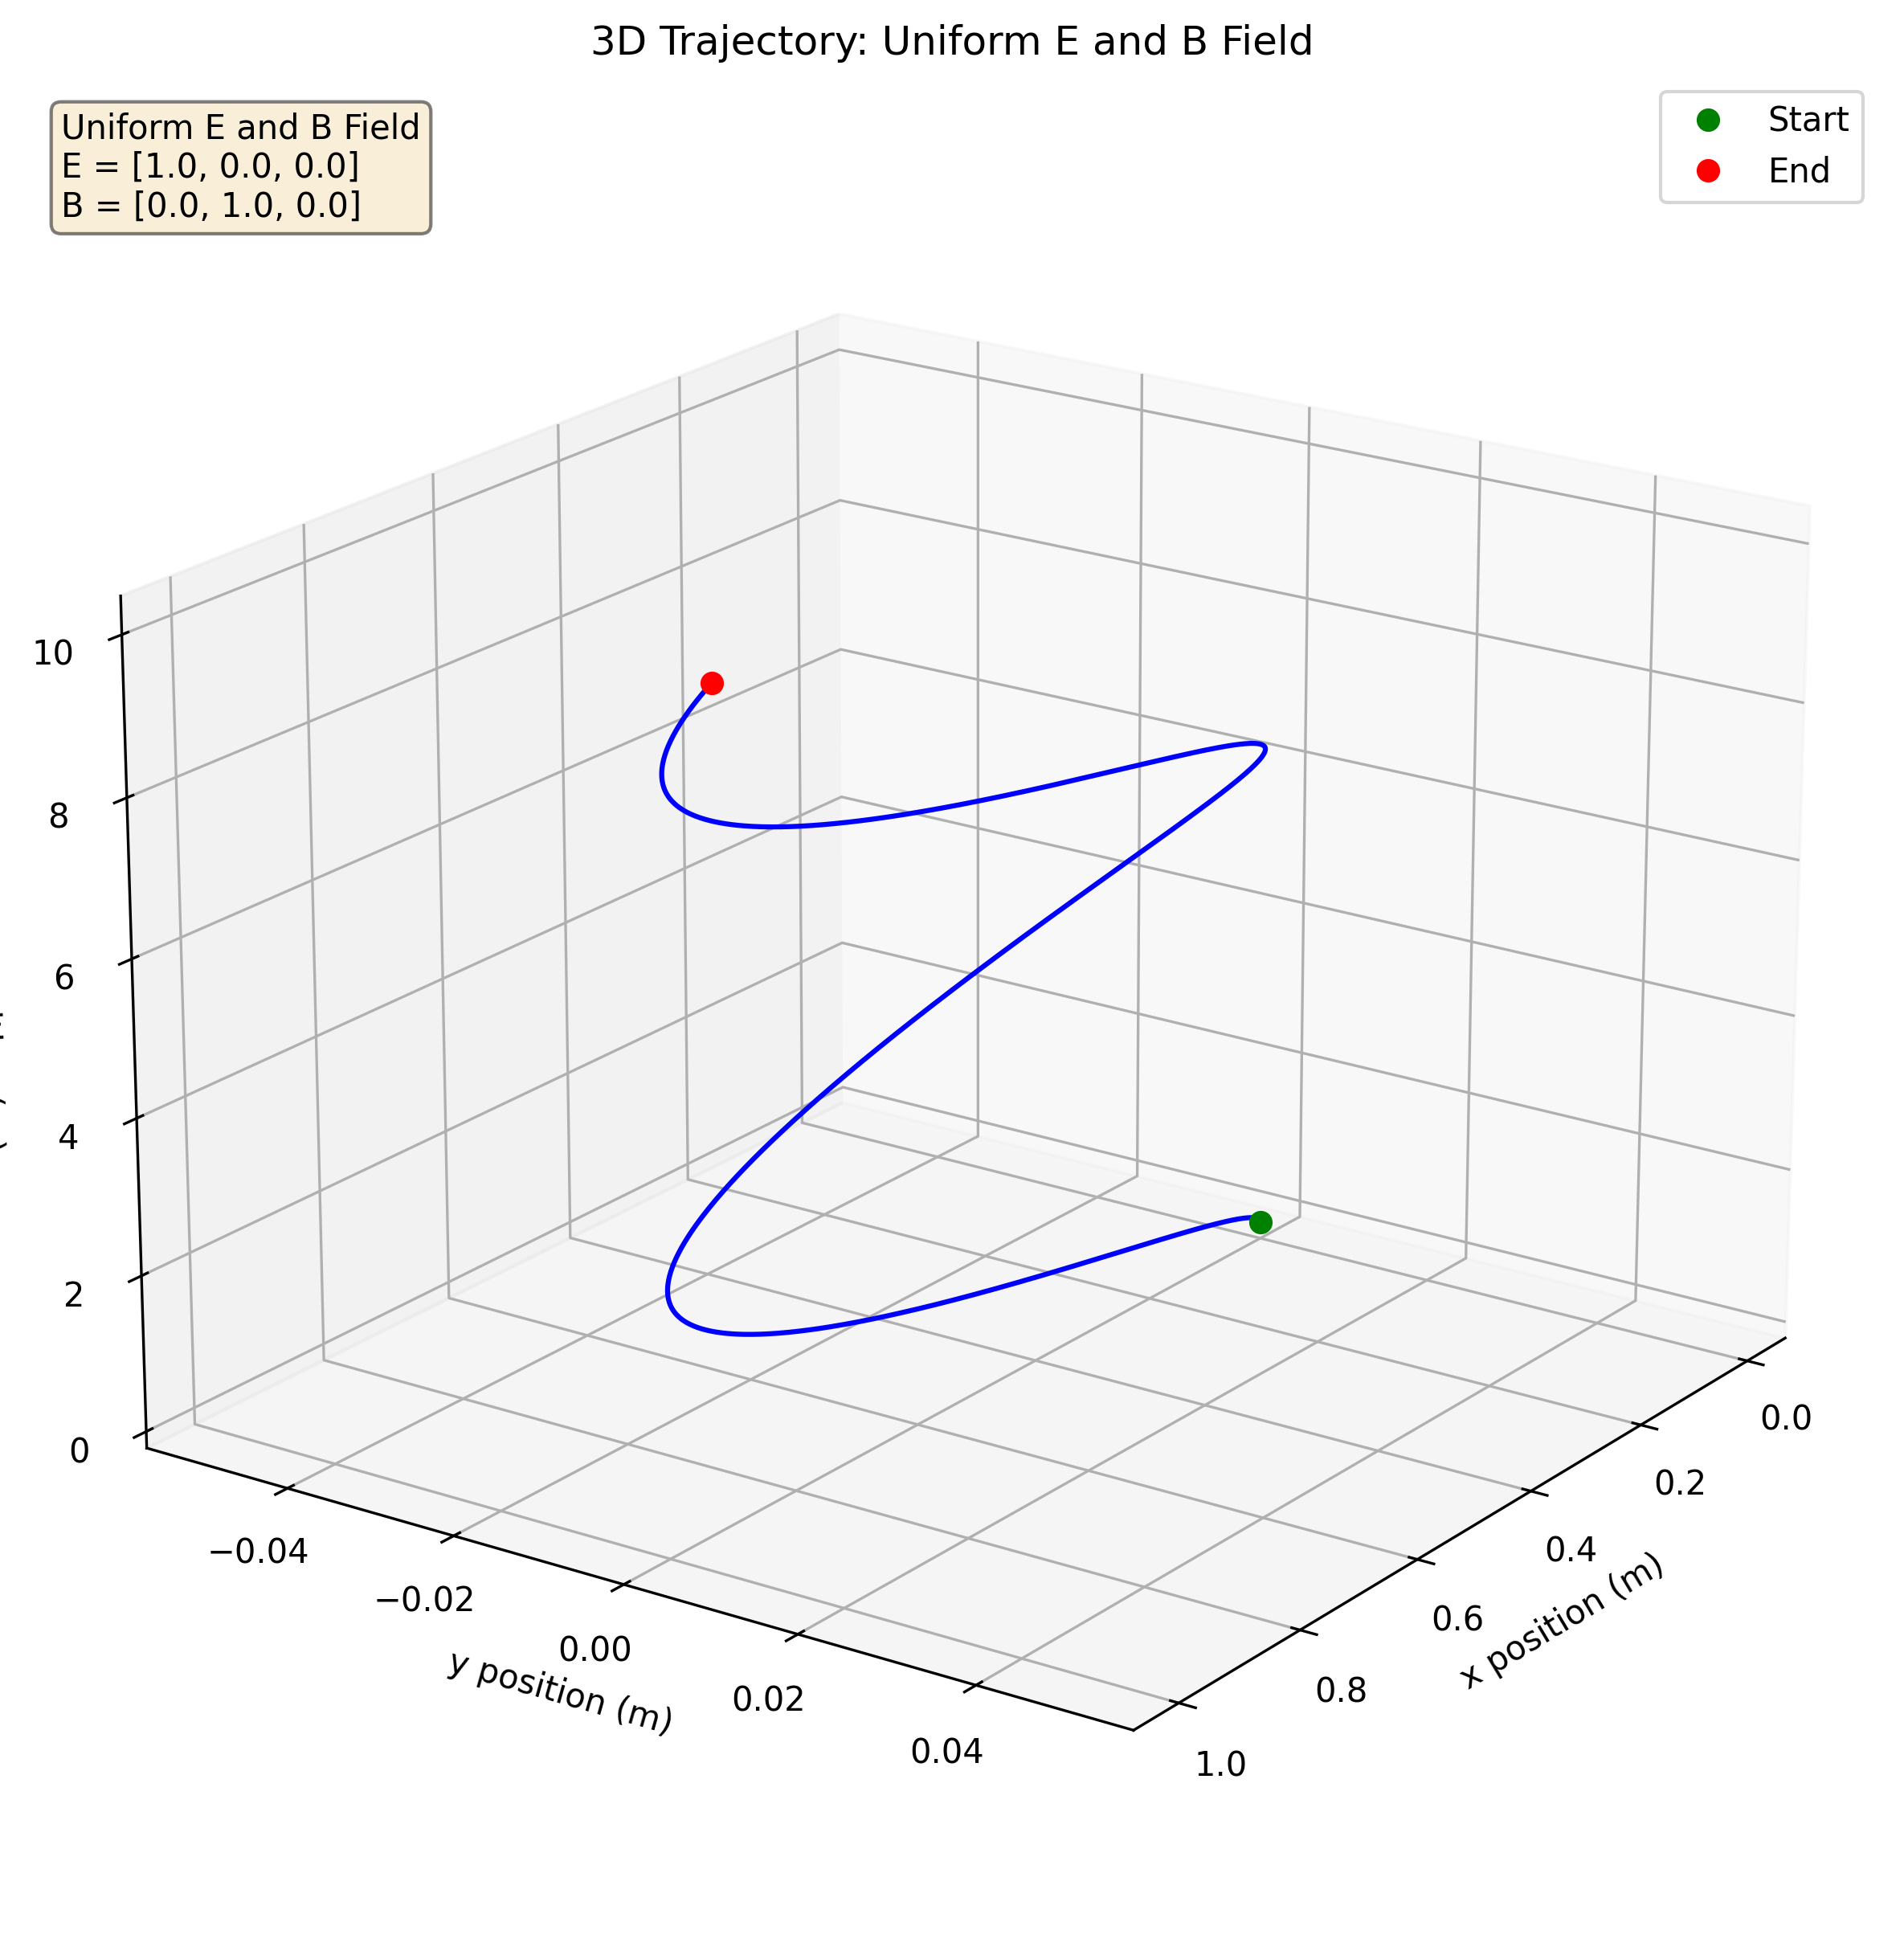 3D Trajectory: Uniform E and B Field
Uniform E and B Field
E = [1.0, 0.0, 0.0]
B = [0.0, 1.0, 0.0]
Start
End
10
8
6
4
2
0
−0.04
−0.02
0.00
0.02
0.04
y position (m)
0.0
0.2
0.4
0.6
0.8
1.0
x position (m)